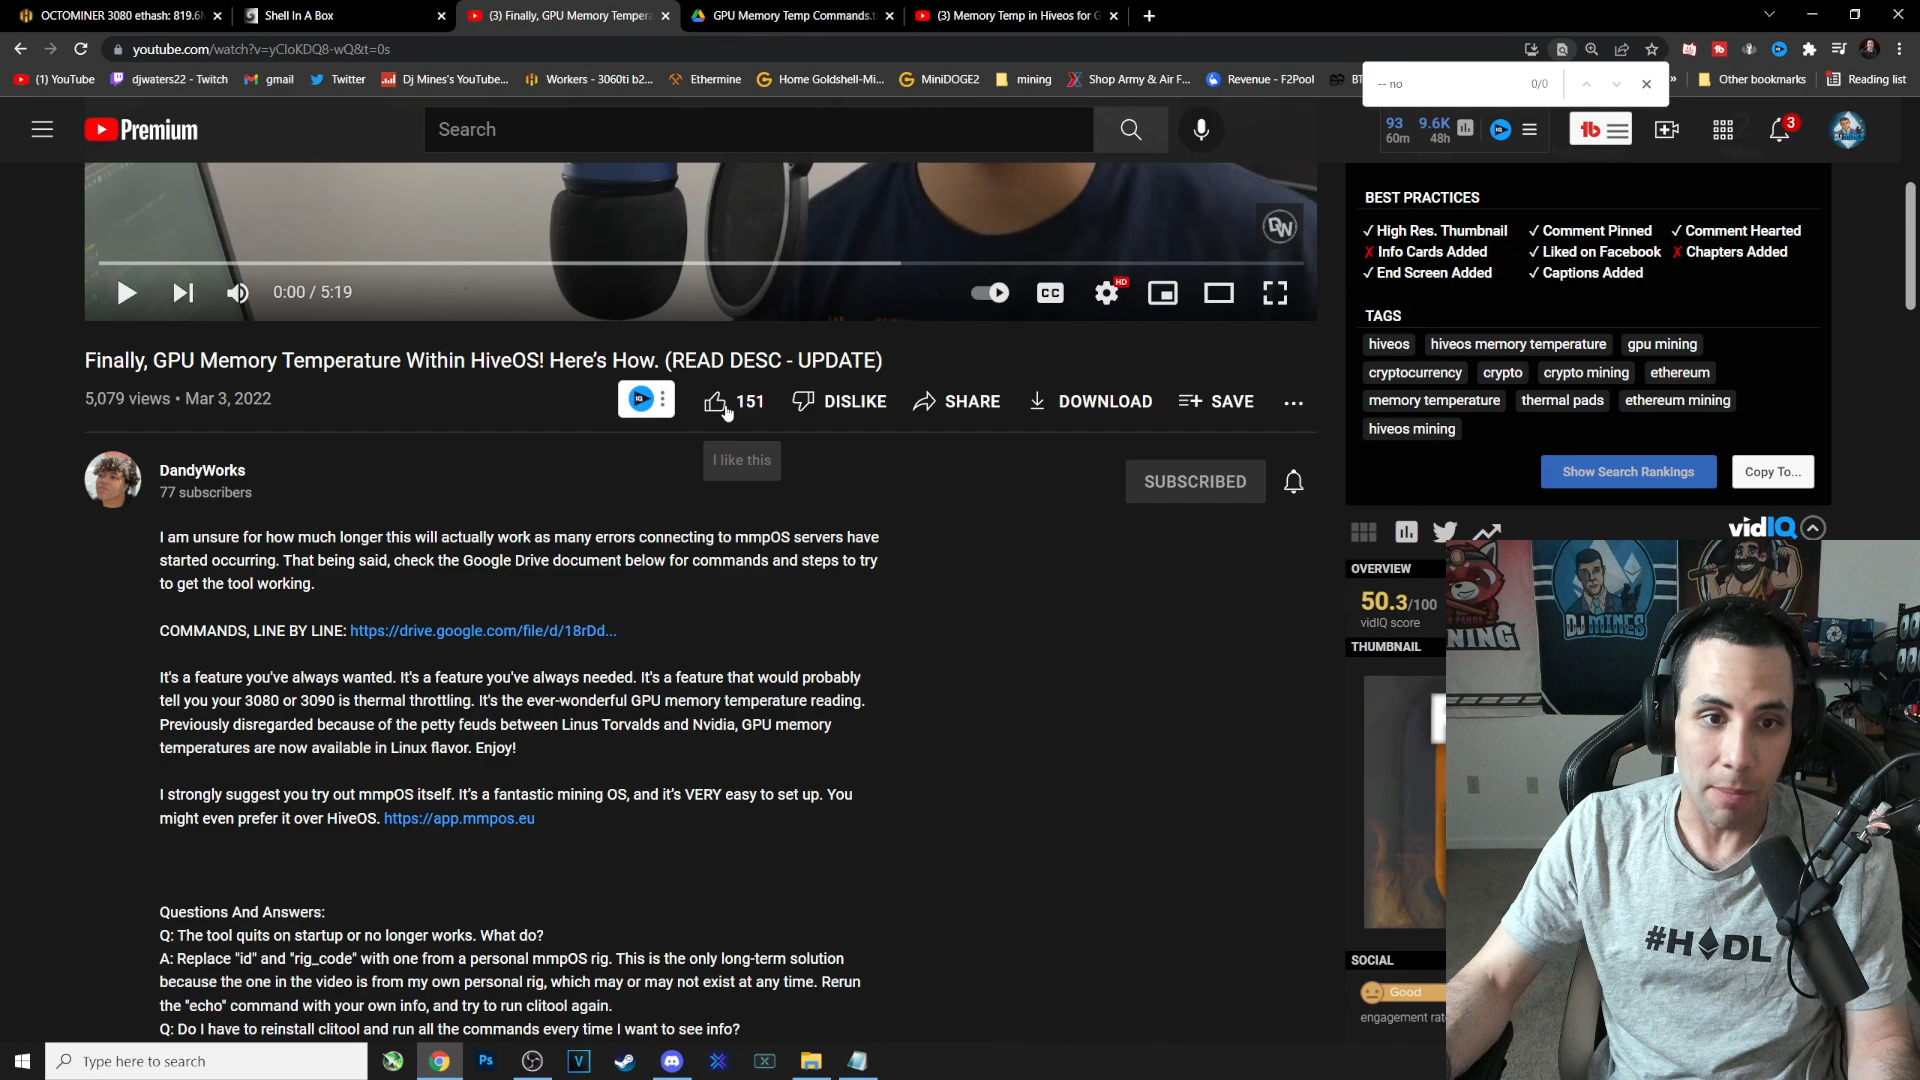 OCTOMINER 3080 ethash: 819.6
Shell In A Box
(3) Finally, GPU Memory Tempera
GPU Memory Temp Commands.t
(3) Memory Temp in Hiveos for G
youtube.com/watch?v=yCIoKDQ8-wQ&t=0s
(1) YouTube
djwaters22 - Twitch
gmail
Twitter
Dj Mines's YouTube...
Workers - 3060ti b2...
Ethermine
Home Goldshell-Mi...
MiniDOGE2
mining
Shop Army & Air F...
Revenue - F2Pool
BT
Other bookmarks
Reading list
-- no
0/0
Premium
Search
93
60m
9.6K
48h
3
BEST PRACTICES
High Res. Thumbnail
Comment Pinned
Comment Hearted
Info Cards Added
Liked on Facebook
Chapters Added
End Screen Added
Captions Added
DW
0:00 / 5:19
CC
HD
TAGS
hiveos
hiveos memory temperature
gpu mining
cryptocurrency
crypto
crypto mining
ethereum
memory temperature
thermal pads
ethereum mining
hiveos mining
Show Search Rankings
Copy To...
Finally, GPU Memory Temperature Within HiveOS! Here's How. (READ DESC - UPDATE)
5,079 views • Mar 3, 2022
IQ
151
DISLIKE
SHARE
DOWNLOAD
SAVE
I like this
DandyWorks
77 subscribers
SUBSCRIBED
I am unsure for how much longer this will actually work as many errors connecting to mmpOS servers have
started occurring. That being said, check the Google Drive document below for commands and steps to try
to get the tool working.
COMMANDS, LINE BY LINE: https://drive.google.com/file/d/18rDd...
It's a feature you've always wanted. It's a feature you've always needed. It's a feature that would probably
tell you your 3080 or 3090 is thermal throttling. It's the ever-wonderful GPU memory temperature reading.
Previously disregarded because of the petty feuds between Linus Torvalds and Nvidia, GPU memory
temperatures are now available in Linux flavor. Enjoy!
I strongly suggest you try out mmpOS itself. It's a fantastic mining OS, and it's VERY easy to set up. You
might even prefer it over HiveOS. https://app.mmpos.eu
Questions And Answers:
Q: The tool quits on startup or no longer works. What do?
A: Replace "id" and "rig_code" with one from a personal mmpOS rig. This is the only long-term solution
because the one in the video is from my own personal rig, which may or may not exist at any time. Rerun
the "echo" command with your own info, and try to run clitool again.
Q: Do I have to reinstall clitool and run all the commands every time I want to see info?
vidIQ
OVERVIEW
50.3/100
vidIQ score
THUMBNAIL
SOCIAL
Good
engagement rat
NING
DJ MINES
#HODL
Type here to search
Ps
V